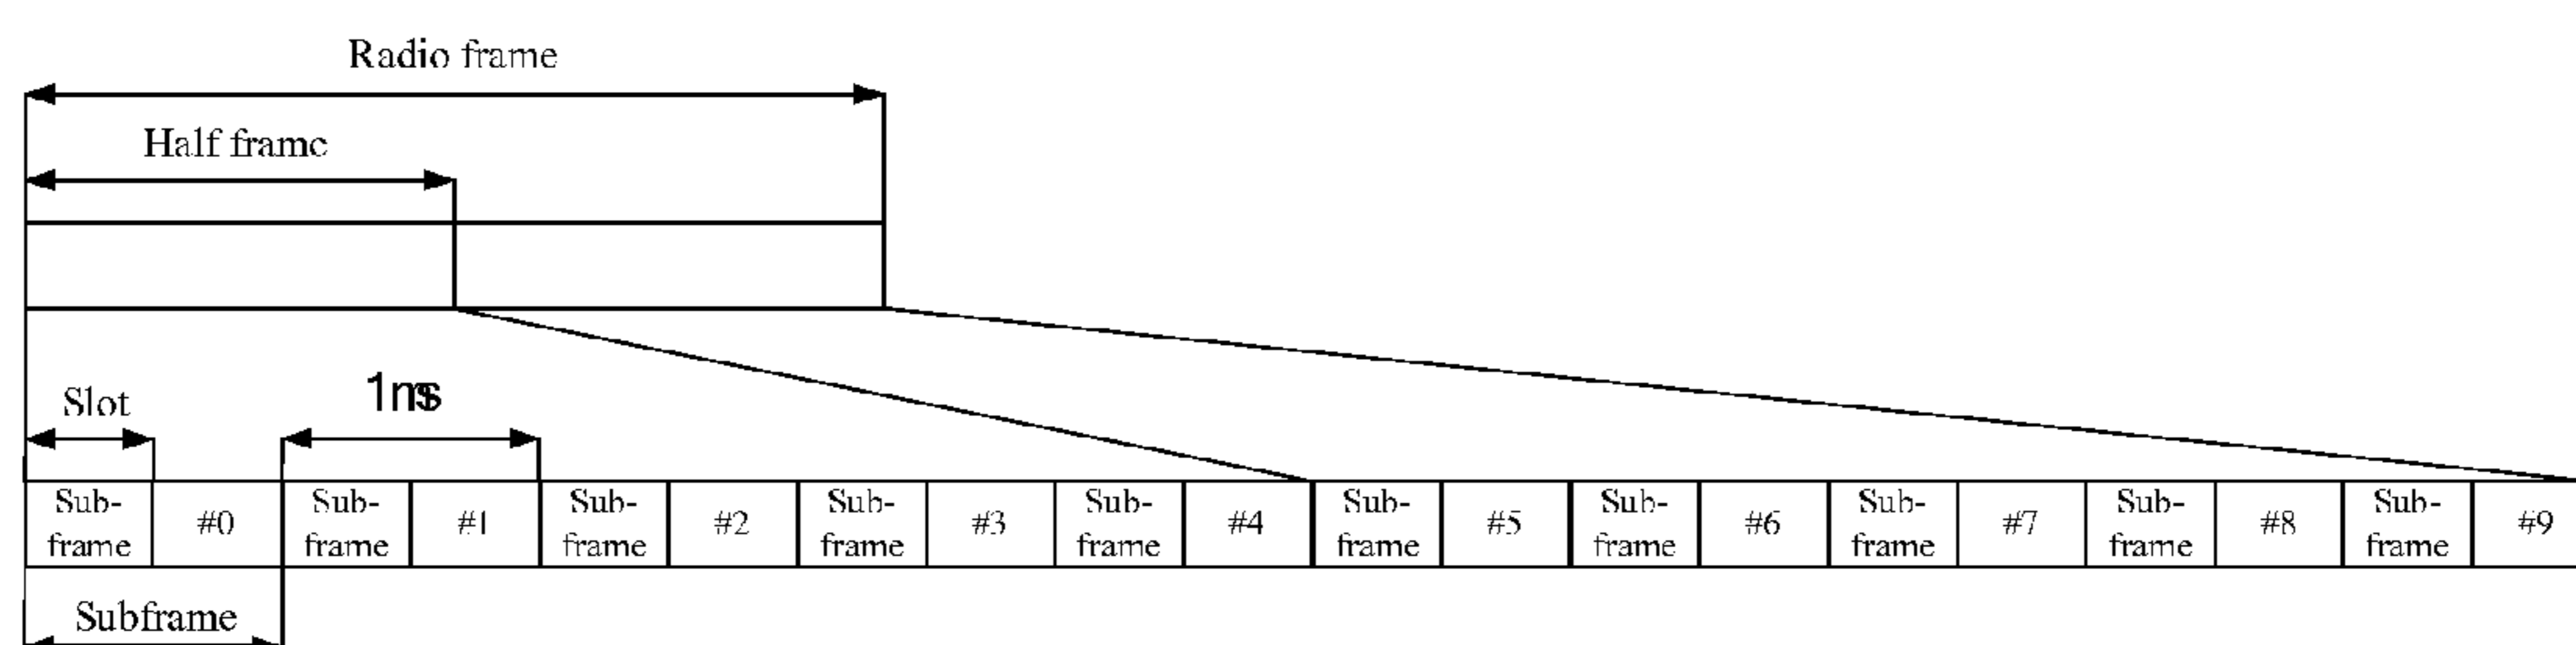 Radio frame
Half frame
Slot
1ms
Sub-
frame
#0
Sub-
frame
#1
Sub-
frame
#2
Sub-
frame
#3
Sub-
frame
#4
Sub-
frame
#5
Sub-
frame
#6
Sub-
frame
#7
Sub-
frame
#8
Sub-
frame
#9
Subframe